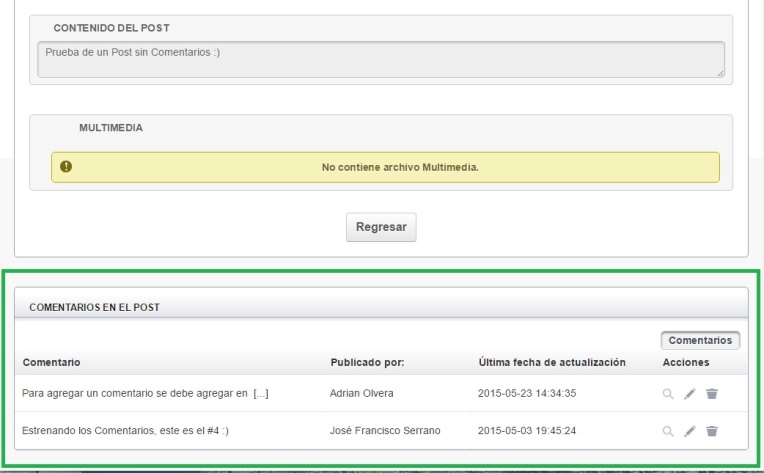 CONTENIDO DEL POST
Prueba de un Post sin Comentarios :)
MULTIMEDIA
No contiene archivo Multimedia.
Regresar
COMENTARIOS EN EL POST
Comentarios
Comentario Publicado por: Última fecha de actualización Acciones
Para agregar un comentario se debe agregar en [...] Adrian Olvera 2015-05-23 14:34:35
Estrenando los Comentarios, este es el #4 :) José Francisco Serrano 2015-05-03 19:45:24